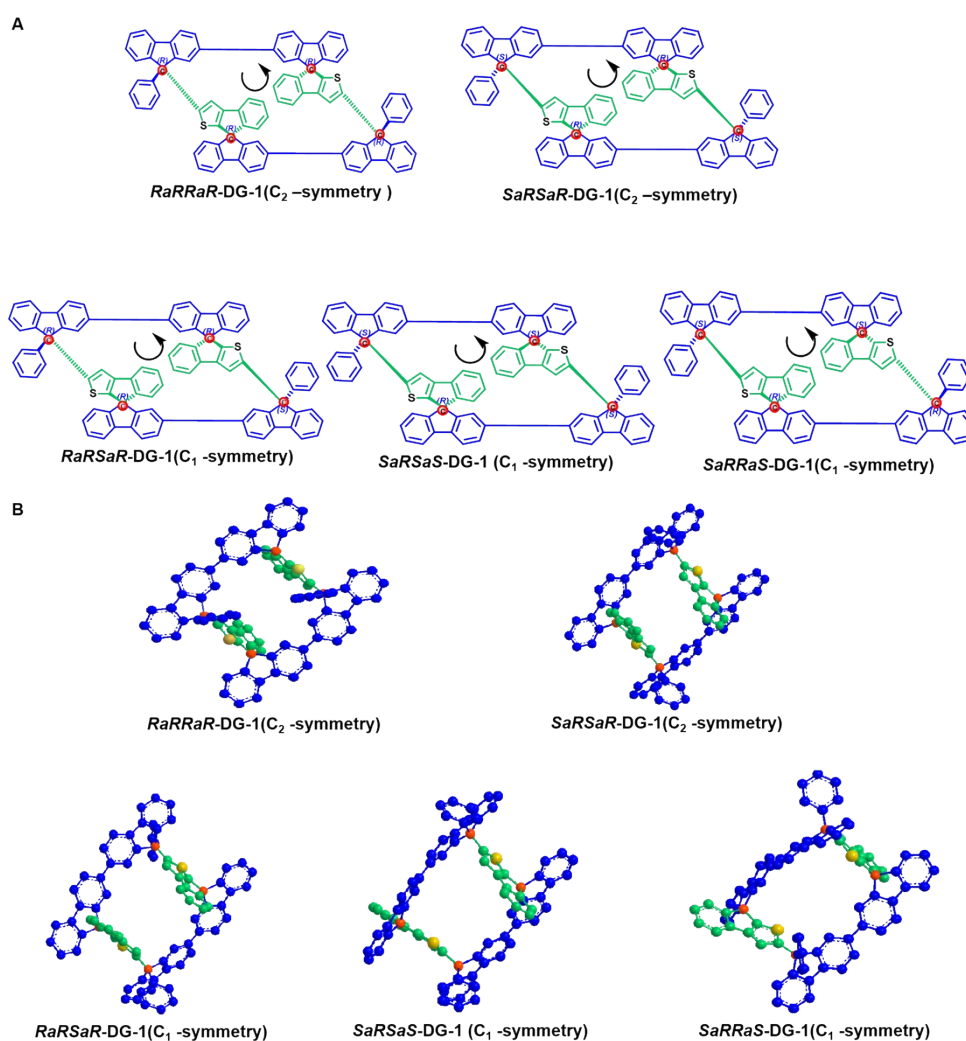 A
(R) (R)
S
S
(R) (R)
RaRRaR-DG-1(C2 –symmetry )
(S) (R)
S
S
(R) (S)
SaRSaR-DG-1(C2 –symmetry)
(R) (R)
S
S
(R) (S)
RaRSaR-DG-1(C1 -symmetry)
(S) (S)
S
S
(R) (S)
SaRSaS-DG-1 (C1 -symmetry)
(S) (S)
S
S
(R) (R)
SaRRaS-DG-1(C1 -symmetry)
B
RaRRaR-DG-1(C2 -symmetry)
SaRSaR-DG-1(C2 -symmetry)
RaRSaR-DG-1(C1 -symmetry)
SaRSaS-DG-1 (C1 -symmetry)
SaRRaS-DG-1(C1 -symmetry)